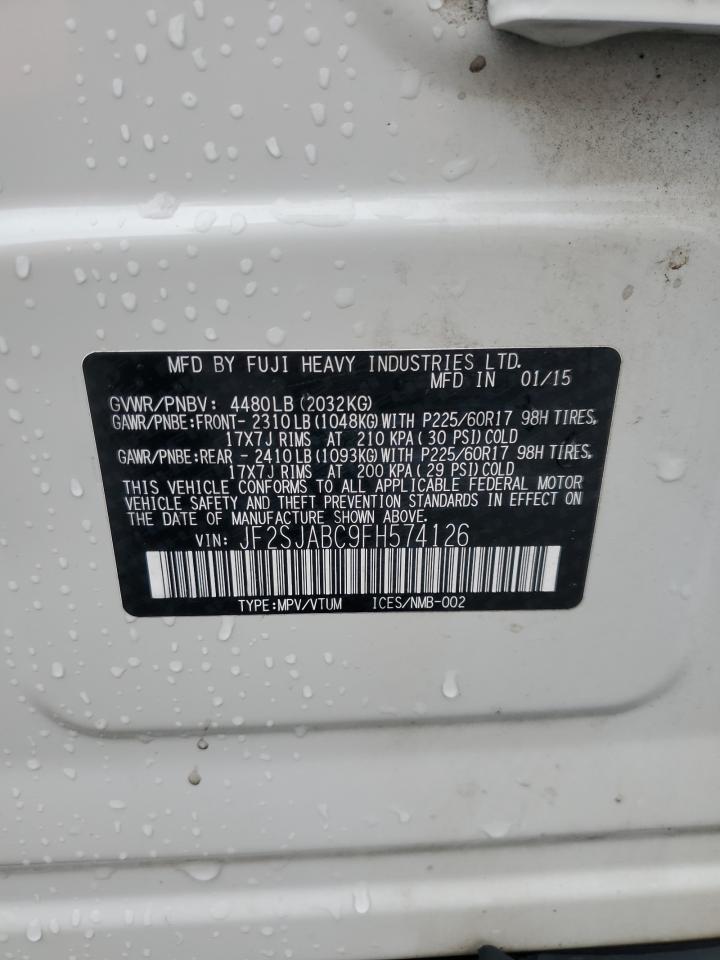 MFD BY FUJI HEAVY INDUSTRIES LTD.
MFD IN 01/15
GVWR/PNBV: 4480LB (2032KG)
GAWR/PNBE:FRONT- 2310LB (1048KG) WITH P225/60R17 98H TIRES,
17X7J RIMS AT 210 KPA (30 PSI) COLD
GAWR/PNBE:REAR - 2410LB (1093KG) WITH P225/60R17 98H TIRES,
17X7J RIMS AT 200 KPA (29 PSI) COLD
THIS VEHICLE CONFORMS TO ALL APPLICABLE FEDERAL MOTOR
VEHICLE SAFETY AND THEFT PREVENTION STANDARDS IN EFFECT ON
THE DATE OF MANUFACTURE SHOWN ABOVE.
VIN: JF2SJABC9FH574126
TYPE:MPV/VTUM ICES/NMB-002